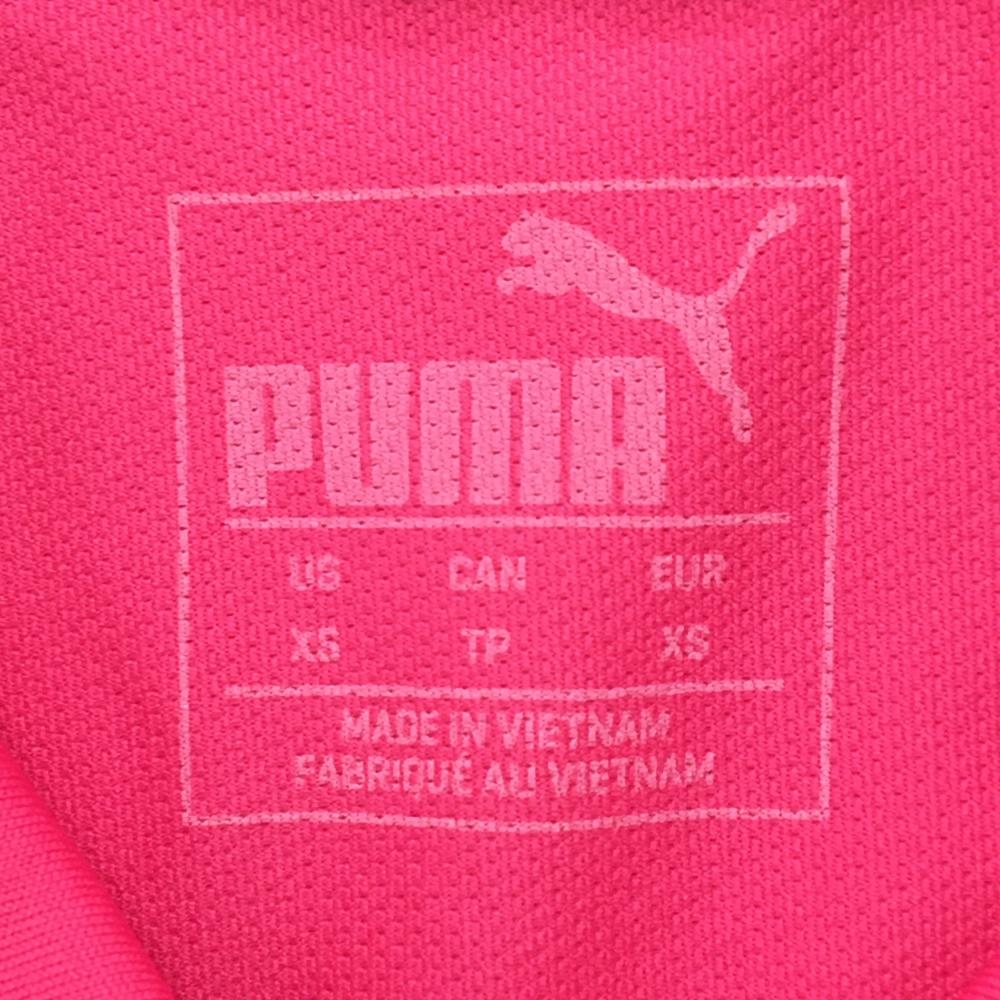 PUMA
US CAN EUR
XS TP XS
MADE IN VIETNAM
FABRIQUÉ AU VIETNAM